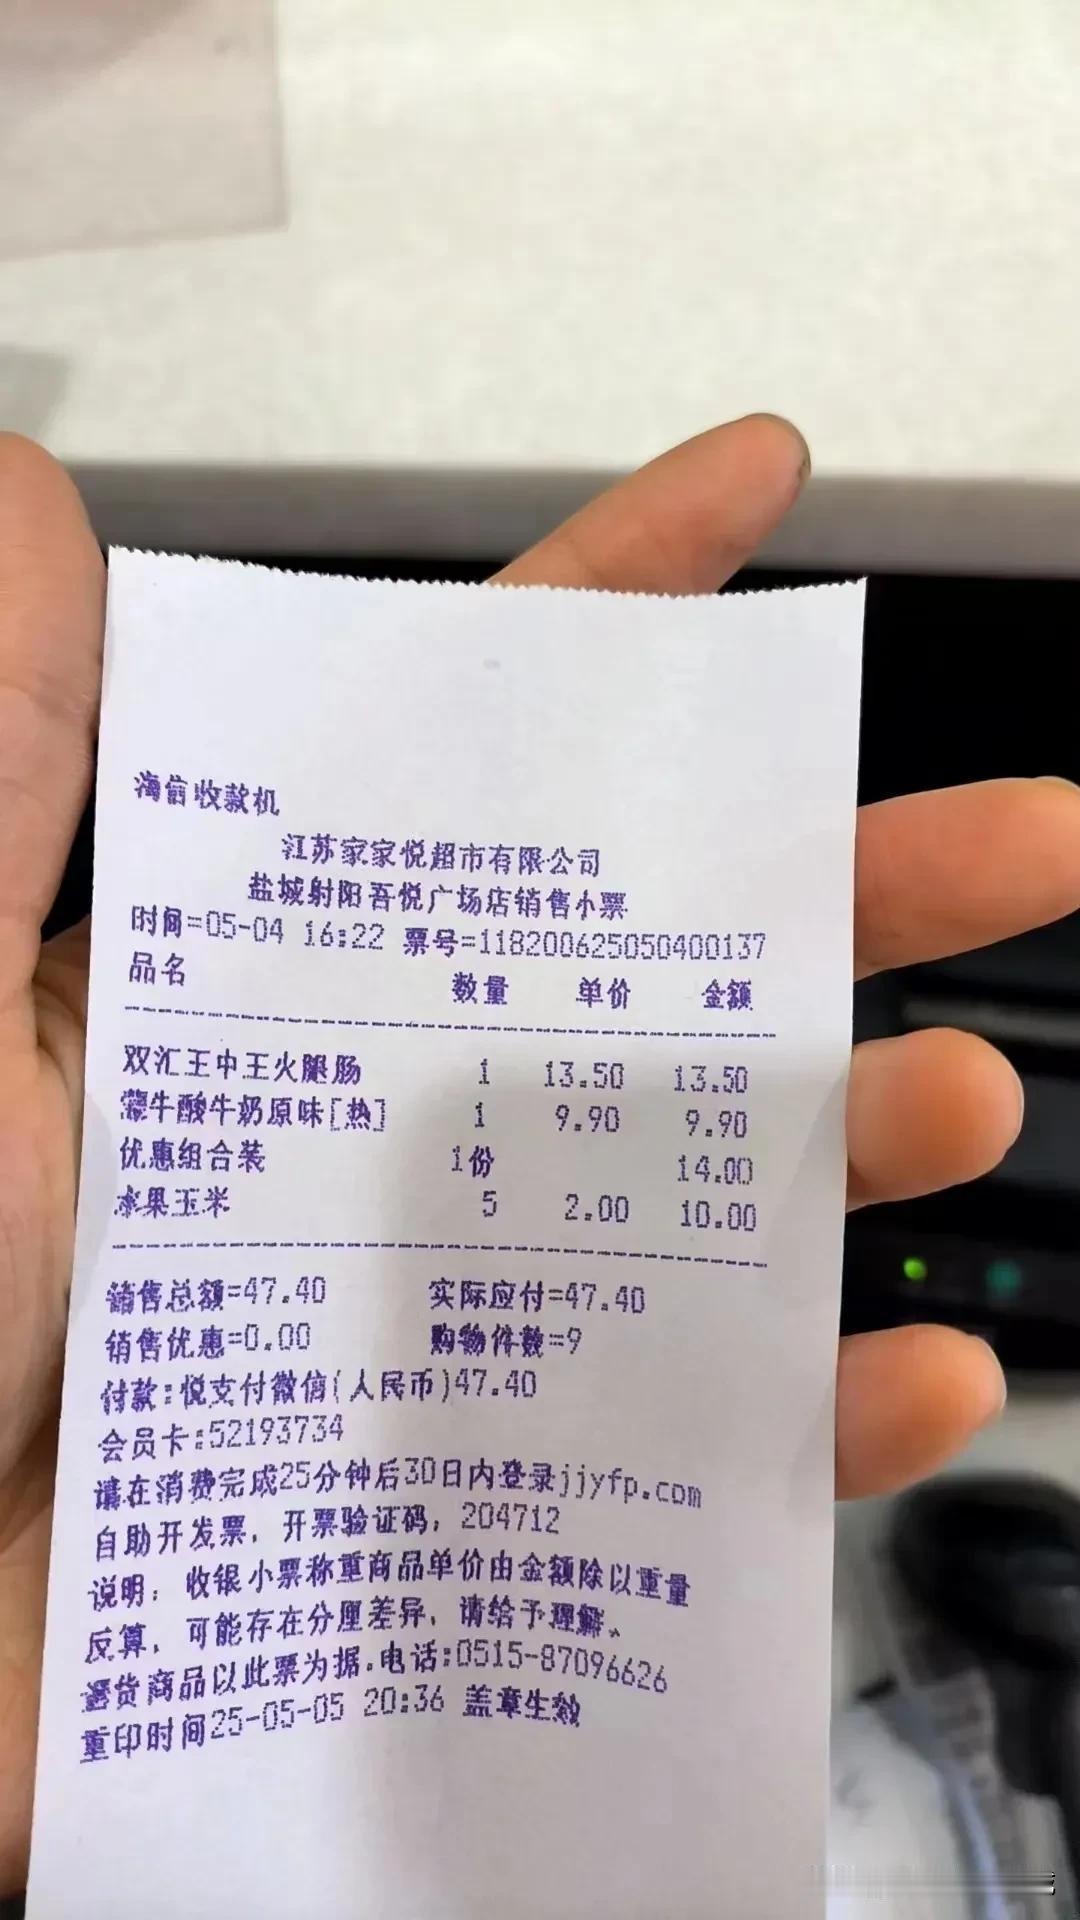 海信收款机
江苏家家悦超市有限公司
盐城射阳吾悦广场店销售小票
时间=05-04 16:22 票号=118200625050400137
品名 数量 单价 金额
双汇王中王火腿肠 1 13.50 13.50
蒙牛酸牛奶原味[热] 1 9.90 9.90
优惠组合装 1份 14.00
水果玉米 5 2.00 10.00
销售总额=47.40 实际应付=47.40
销售优惠=0.00 购物件数=9
付款:悦支付微信(人民币)47.40
会员卡:52193734
请在消费完成25分钟后30日内登录jjyfp.com
自助开发票，开票验证码，204712
说明：收银小票称重商品单价由金额除以重量
反算，可能存在分厘差异，请给予理解。
退货商品以此票为据.电话:0515-87096626
重印时间25-05-05 20:36 盖章生效